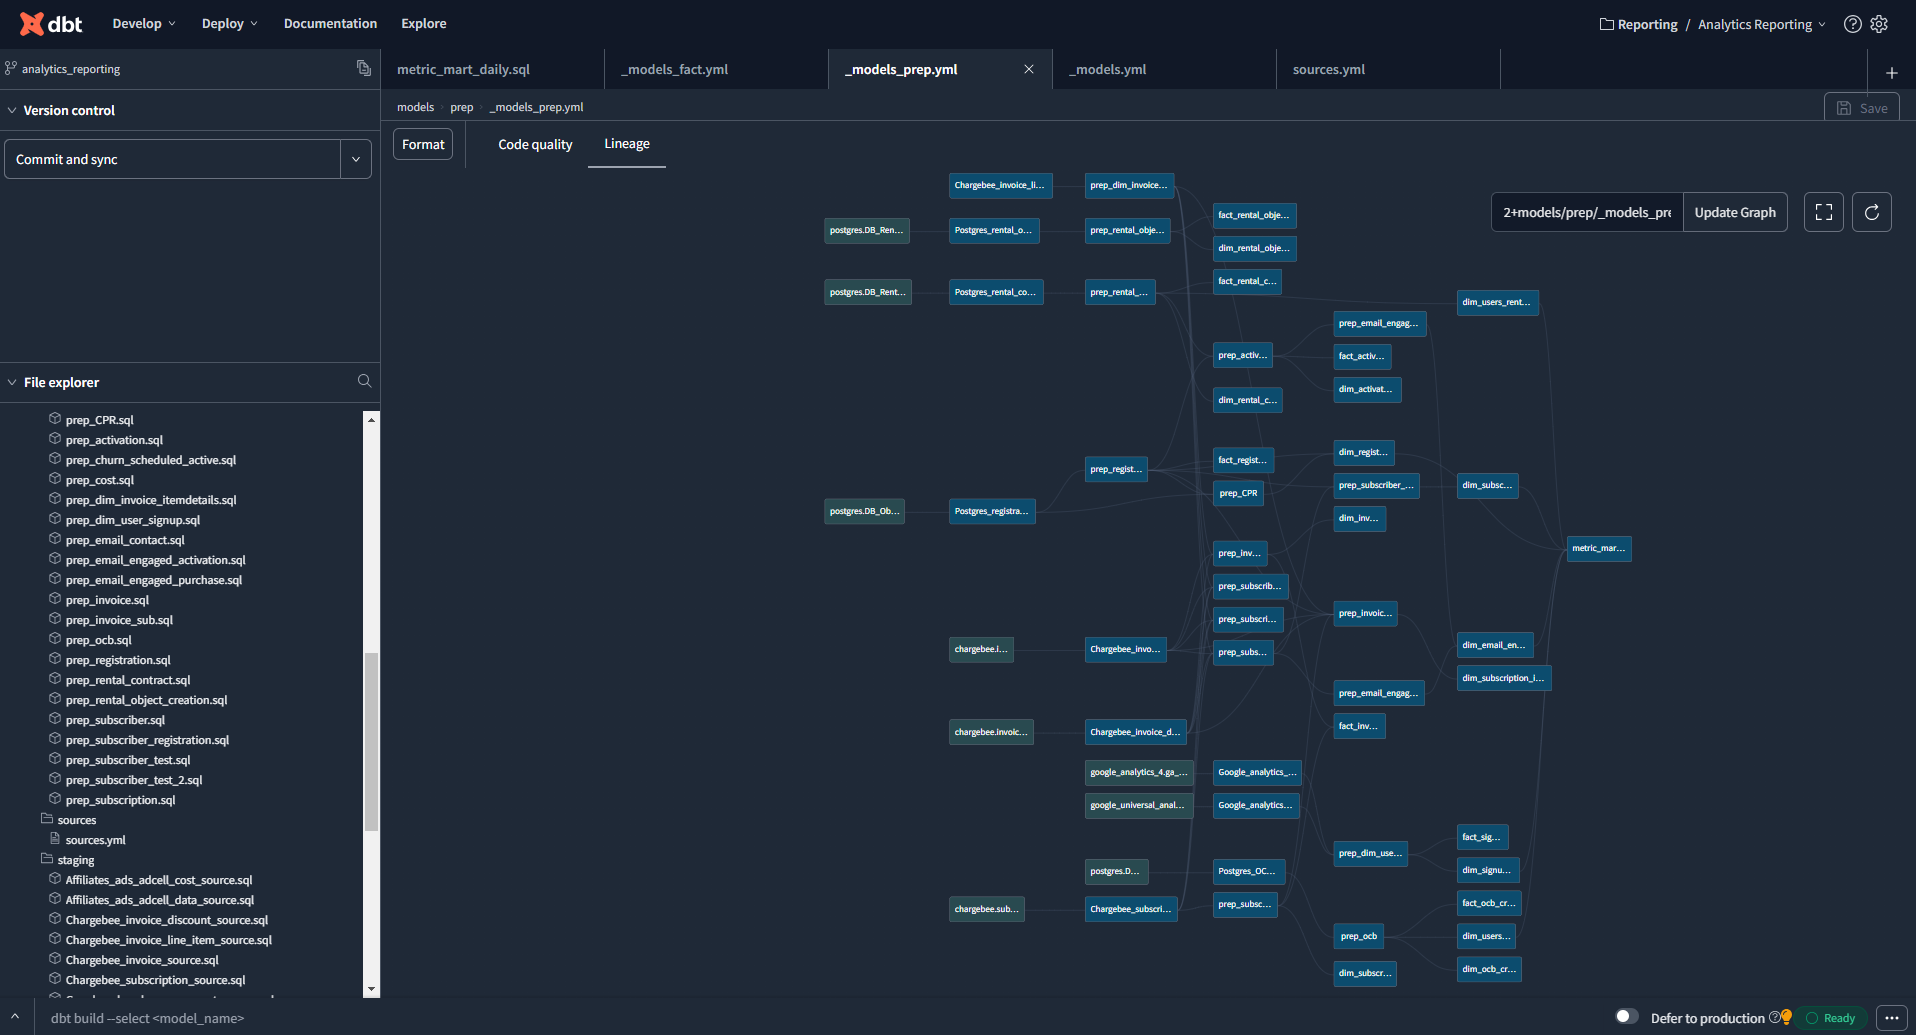 dbt
Develop
Deploy
Documentation
Explore
Reporting / Analytics Reporting
analytics_reporting
metric_mart_daily.sql
_models_fact.yml
_models_prep.yml
_models.yml
sources.yml
Version control
models
prep
_models_prep.yml
Save
Commit and sync
Format
Code quality
Lineage
2+models/prep/_models_pre
Update Graph
File explorer
prep_CPR.sql
prep_activation.sql
prep_churn_scheduled_active.sql
prep_cost.sql
prep_dim_invoice_itemdetails.sql
prep_dim_user_signup.sql
prep_email_contact.sql
prep_email_engaged_activation.sql
prep_email_engaged_purchase.sql
prep_invoice.sql
prep_invoice_sub.sql
prep_ocb.sql
prep_registration.sql
prep_rental_contract.sql
prep_rental_object_creation.sql
prep_subscriber.sql
prep_subscriber_registration.sql
prep_subscriber_test.sql
prep_subscriber_test_2.sql
prep_subscription.sql
sources
sources.yml
staging
Affiliates_ads_adcell_cost_source.sql
Affiliates_ads_adcell_data_source.sql
Chargebee_invoice_discount_source.sql
Chargebee_invoice_line_item_source.sql
Chargebee_invoice_source.sql
Chargebee_subscription_source.sql
Chargebee_invoice_li...
prep_dim_invoice...
fact_rental_obje...
postgres.DB_Ren...
Postgres_rental_o...
prep_rental_obje...
dim_rental_obje...
fact_rental_c...
postgres.DB_Rent...
Postgres_rental_co...
prep_rental_...
dim_users_rent...
prep_email_engag...
prep_activ...
fact_activ...
dim_activat...
dim_rental_c...
prep_regist...
fact_regist...
dim_regist...
prep_CPR
prep_subscriber_...
dim_subsc...
postgres.DB_Ob...
Postgres_registra...
dim_inv...
prep_inv...
metric_mar...
prep_subscrib...
prep_subscri...
prep_invoic...
chargebee.i...
Chargebee_invo...
prep_subs...
dim_email_en...
dim_subscription_i...
prep_email_engag...
chargebee.invoic...
Chargebee_invoice_d...
fact_inv...
google_analytics_4.ga_...
Google_analytics_...
google_universal_anal...
Google_analytics...
prep_dim_use...
fact_sig...
postgres.D...
Postgres_OC...
dim_signu...
chargebee.sub...
Chargebee_subscri...
prep_subsc...
fact_ocb_cr...
prep_ocb
dim_users...
dim_subscr...
dim_ocb_cr...
dbt build --select <model_name>
Defer to production
Ready